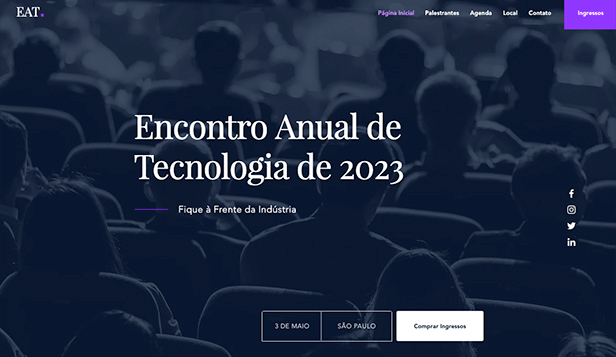 EAT.
Página Inicial Palestrantes Agenda Local Contato Ingressos
Encontro Anual de
Tecnologia de 2023
Fique à Frente da Indústria
3 DE MAIO SÃO PAULO Comprar Ingressos